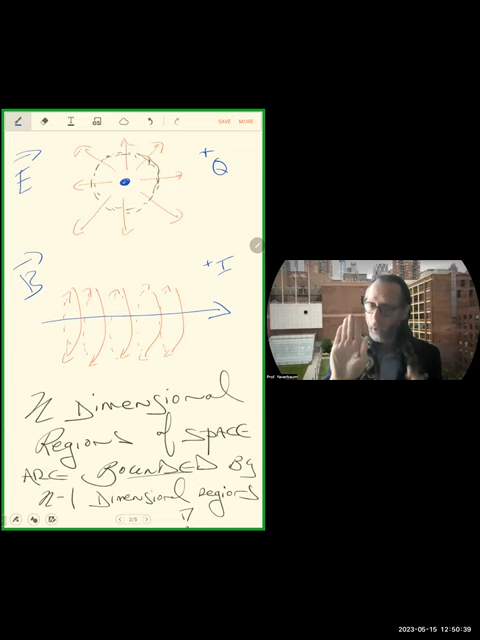 T
SAVE MORE
E
+Q
B
+I
n Dimensional
Regions of SPACE
ARE BOUNDED By
n-1 Dimensional regions
2/5
Prof. Yaverbaum
2023-05-15 12:50:39